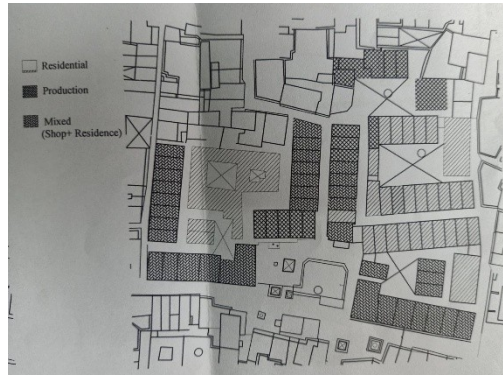 Residential
Production
Mixed
(Shop+ Residence)